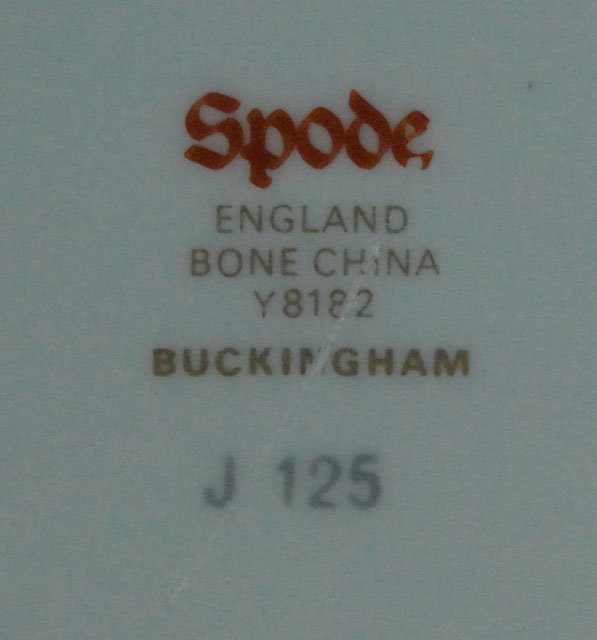 Spode
ENGLAND
BONE CHINA
Y8182
BUCKINGHAM
J 125